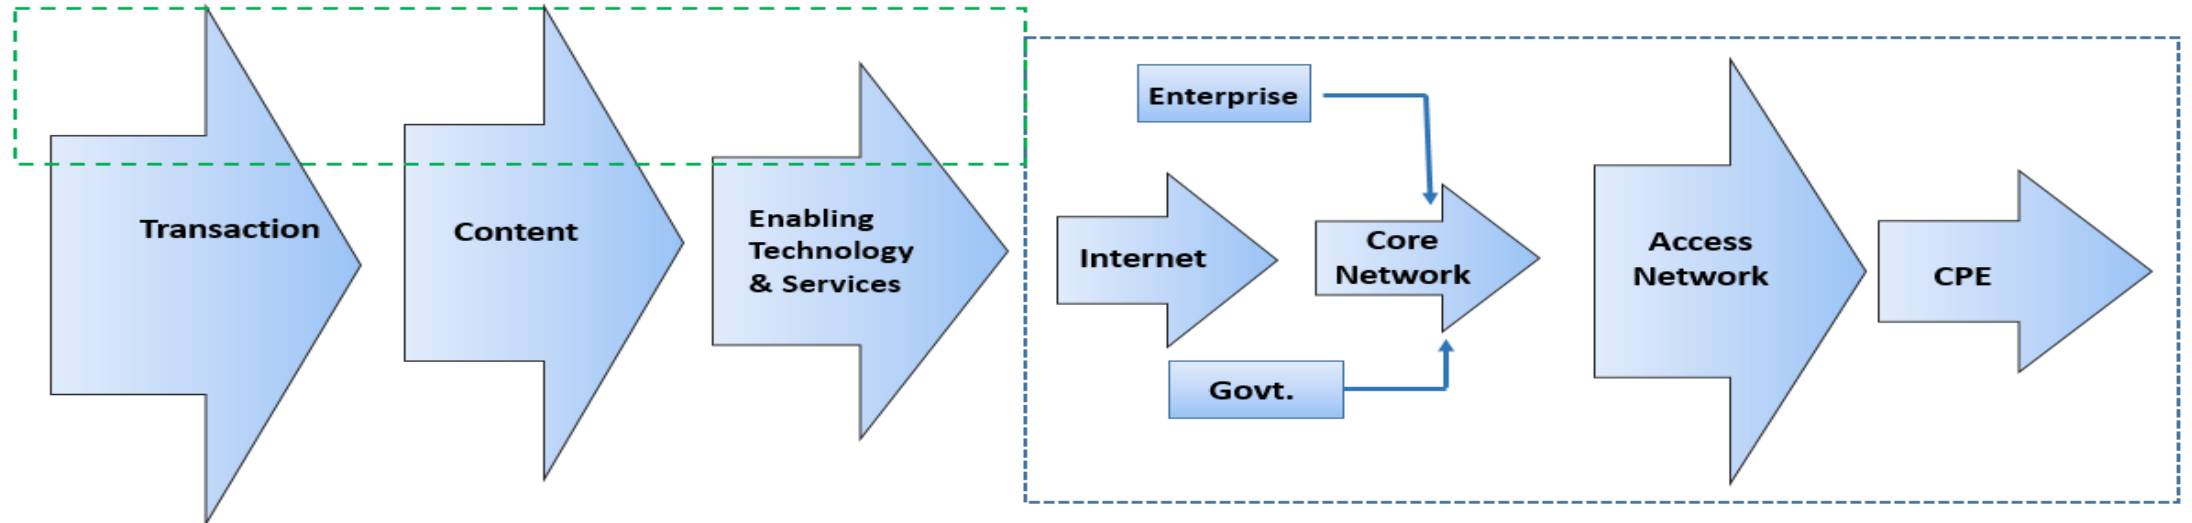 Transaction
Content
Enabling
Technology
& Services
Enterprise
Internet
Govt.
Core
Network
Access
Network
CPE